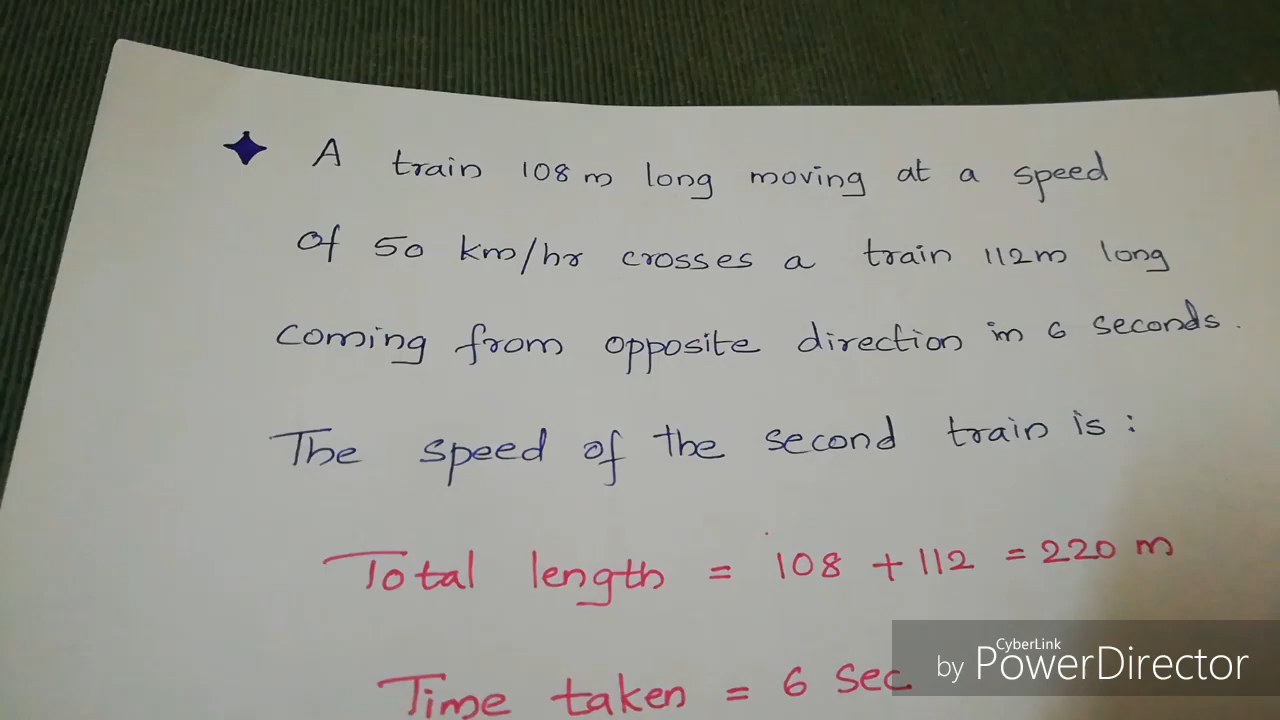 A train 108 m long moving at a speed
of 50 km/hr crosses a train 112m long
coming from opposite direction in 6 seconds.
The speed of the second train is :
Total length = 108 + 112 = 220 m
Time taken = 6 sec
CyberLink
by PowerDirector